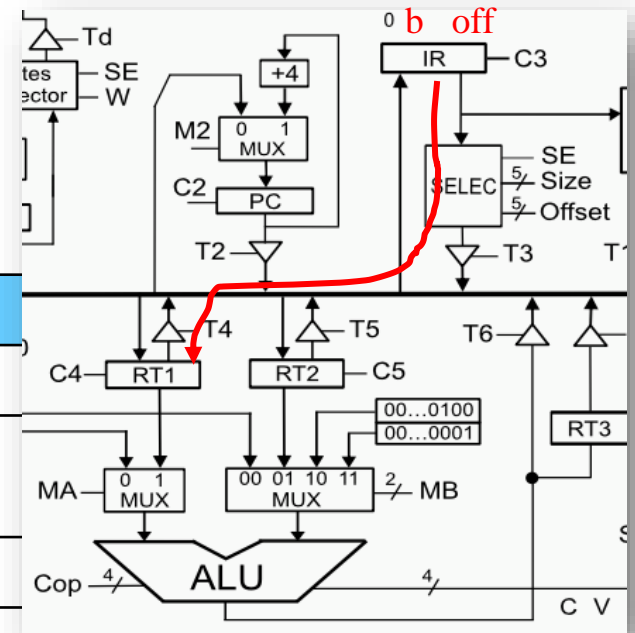 0 b off
Td
IR
C3
tes
ector
SE
W
+4
M2
0 1
MUX
C2
PC
SELEC
SE
5
Size
5
Offset
T2
T3
T1
T4
T5
T6
C4
RT1
RT2
C5
00...0100
00...0001
RT3
MA
0 1
MUX
00 01 10 11
MUX
2
MB
Cop
4
ALU
4
C V